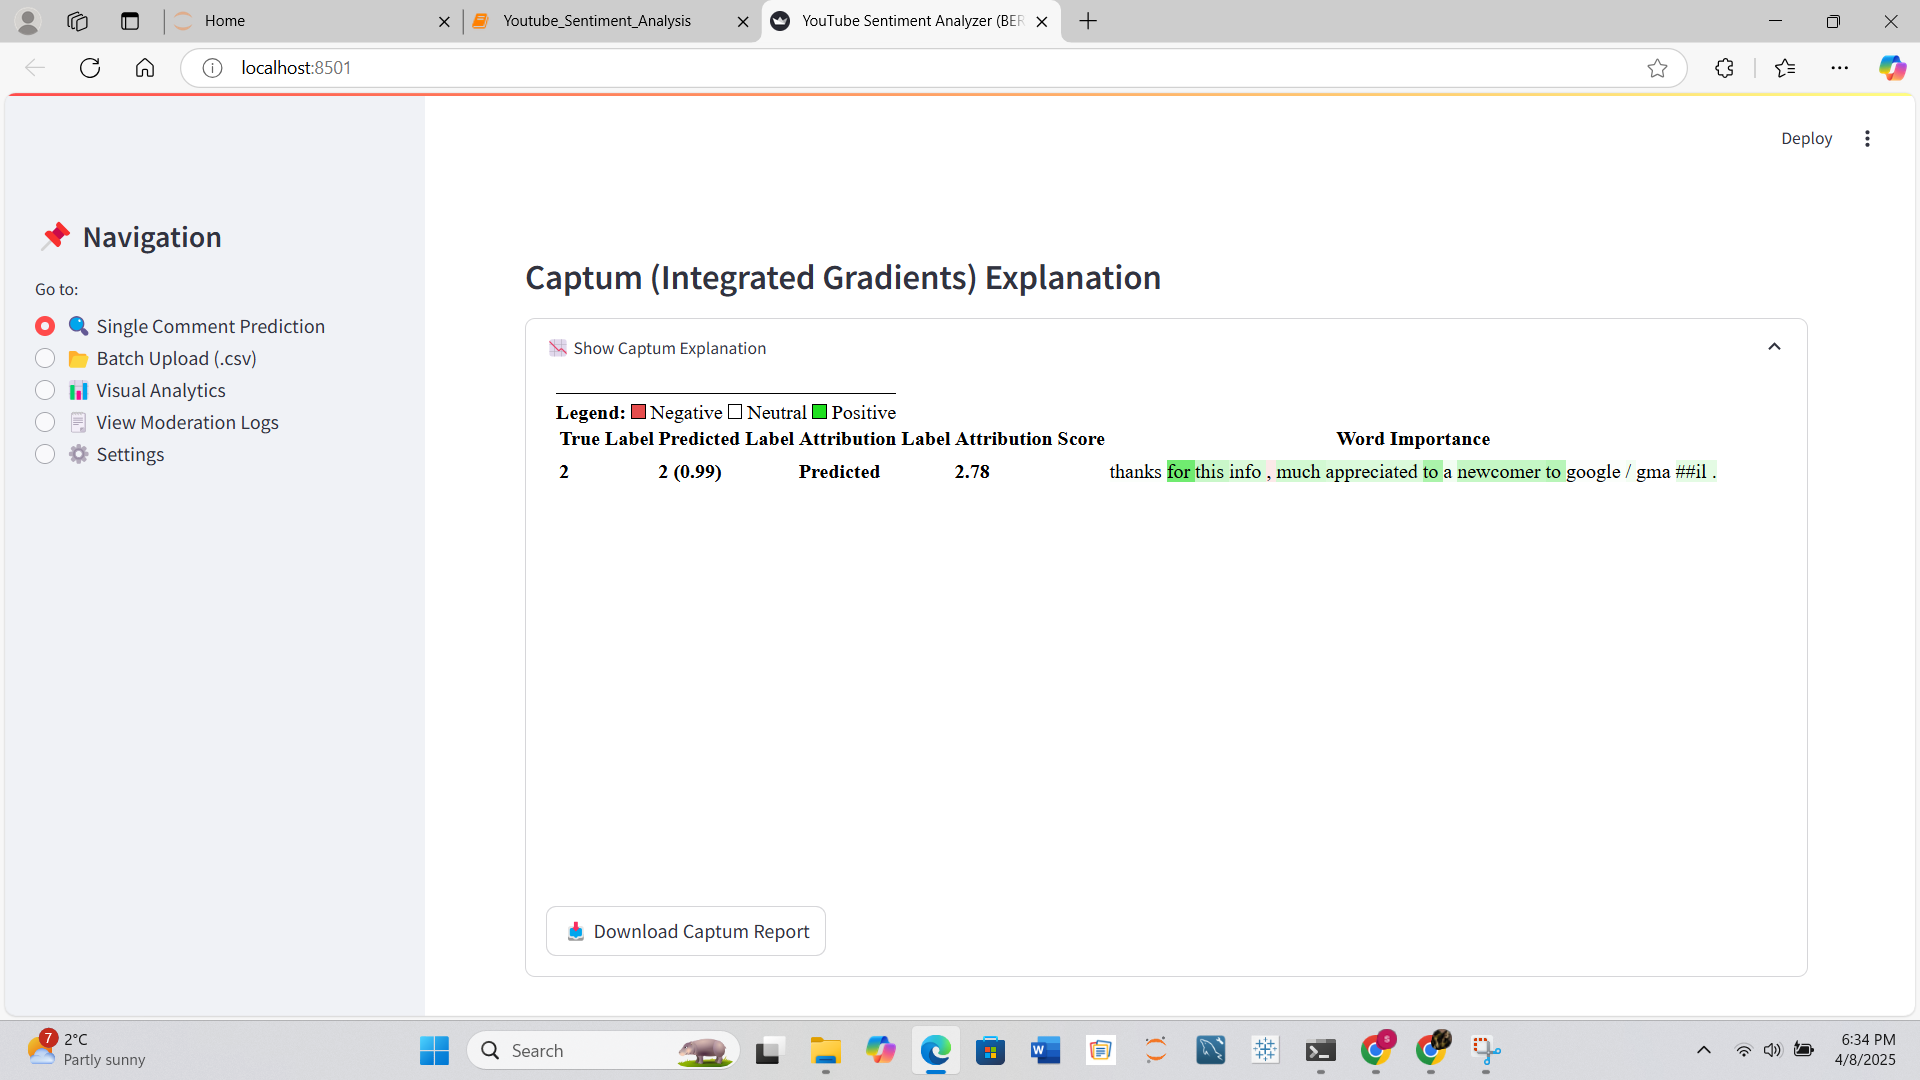 Home
Youtube_Sentiment_Analysis
YouTube Sentiment Analyzer (BER
localhost:8501
Deploy
Navigation
Go to:
Single Comment Prediction
Batch Upload (.csv)
Visual Analytics
View Moderation Logs
Settings
Captum (Integrated Gradients) Explanation
Show Captum Explanation
Legend: Negative Neutral Positive
True Label Predicted Label Attribution Label Attribution Score Word Importance
2 2 (0.99) Predicted 2.78 thanks for this info , much appreciated to a newcomer to google / gma ##il .
Download Captum Report
7
2°C
Partly sunny
Search
W
S
6:34 PM
4/8/2025